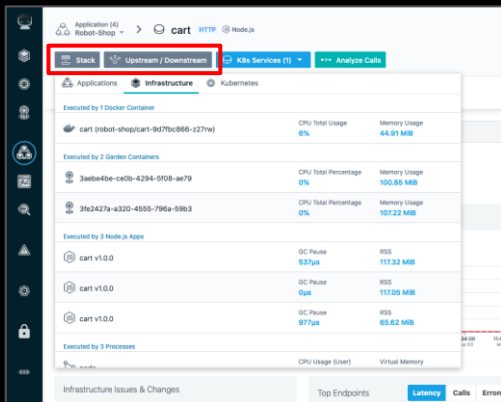 Application (4)
Robot-Shop
cart HTTP Node.js
Stack Upstream / Downstream K8s Services (1) Analyze Calls
Applications Infrastructure Kubernetes
Executed by 1 Docker Container
cart (robot-shop/cart-9d7fbc866-z27rw) CPU Total Usage Memory Usage
6% 44.91 MiB
Executed by 2 Garden Containers
3aebe4be-ce0b-4294-5f08-ae79 CPU Total Percentage Memory Usage
0% 100.85 MiB
3fe2427a-a320-4555-796a-59b3 CPU Total Percentage Memory Usage
0% 107.22 MiB
Executed by 3 Node.js Apps
cart v1.0.0 GC Pause RSS
537µs 117.32 MiB
cart v1.0.0 GC Pause RSS
0µs 117.05 MiB
cart v1.0.0 GC Pause RSS
977µs 65.62 MiB
Executed by 3 Processes
CPU Usage (User) Virtual Memory
Infrastructure Issues & Changes Top Endpoints Latency Calls